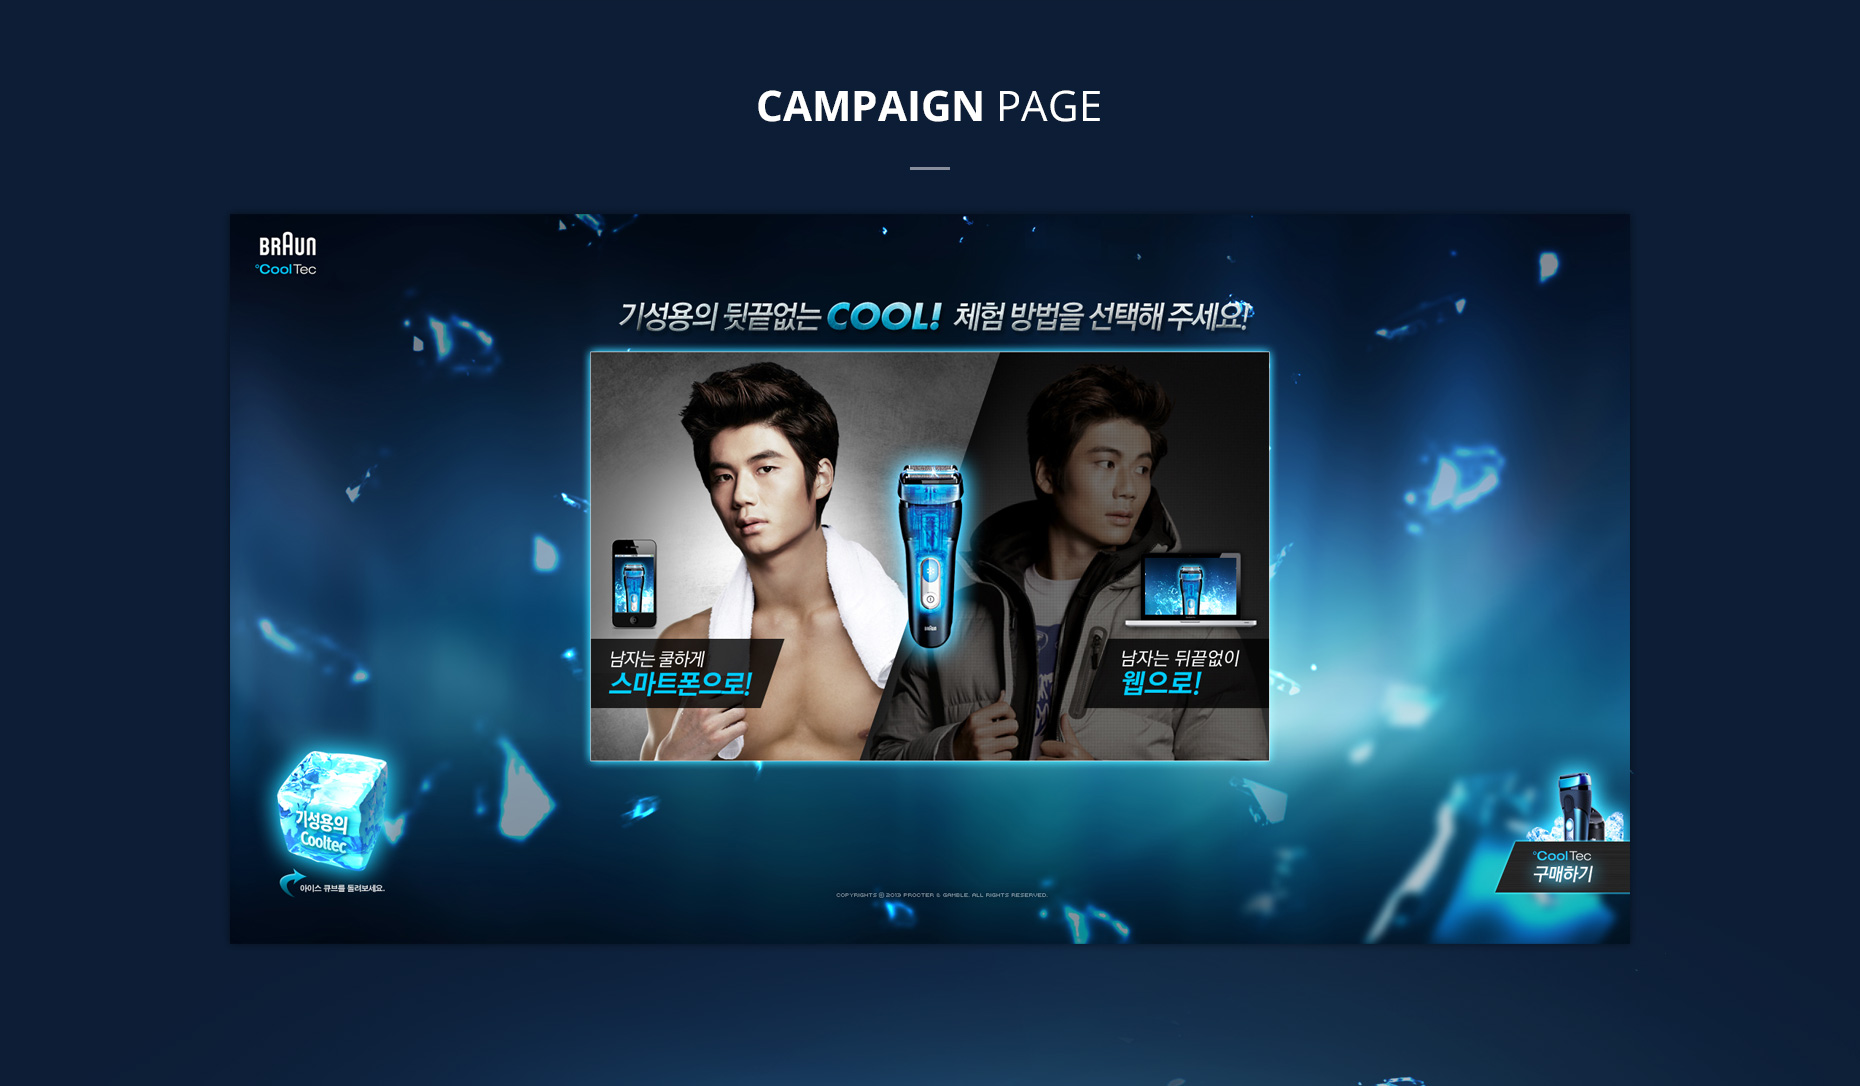 CAMPAIGN PAGE
BRAUN
°CoolTec
기성용의 뒷끝없는 COOL! 체험 방법을 선택해 주세요!
남자는 쿨하게
스마트폰으로!
남자는 뒤끝없이
웹으로!
BRAUN
기성용의
Cooltec
아이스 큐브를 돌려보세요.
°CoolTec
구매하기
COPYRIGHTS ⓒ 2013 PROCTER & GAMBLE. ALL RIGHTS RESERVED.